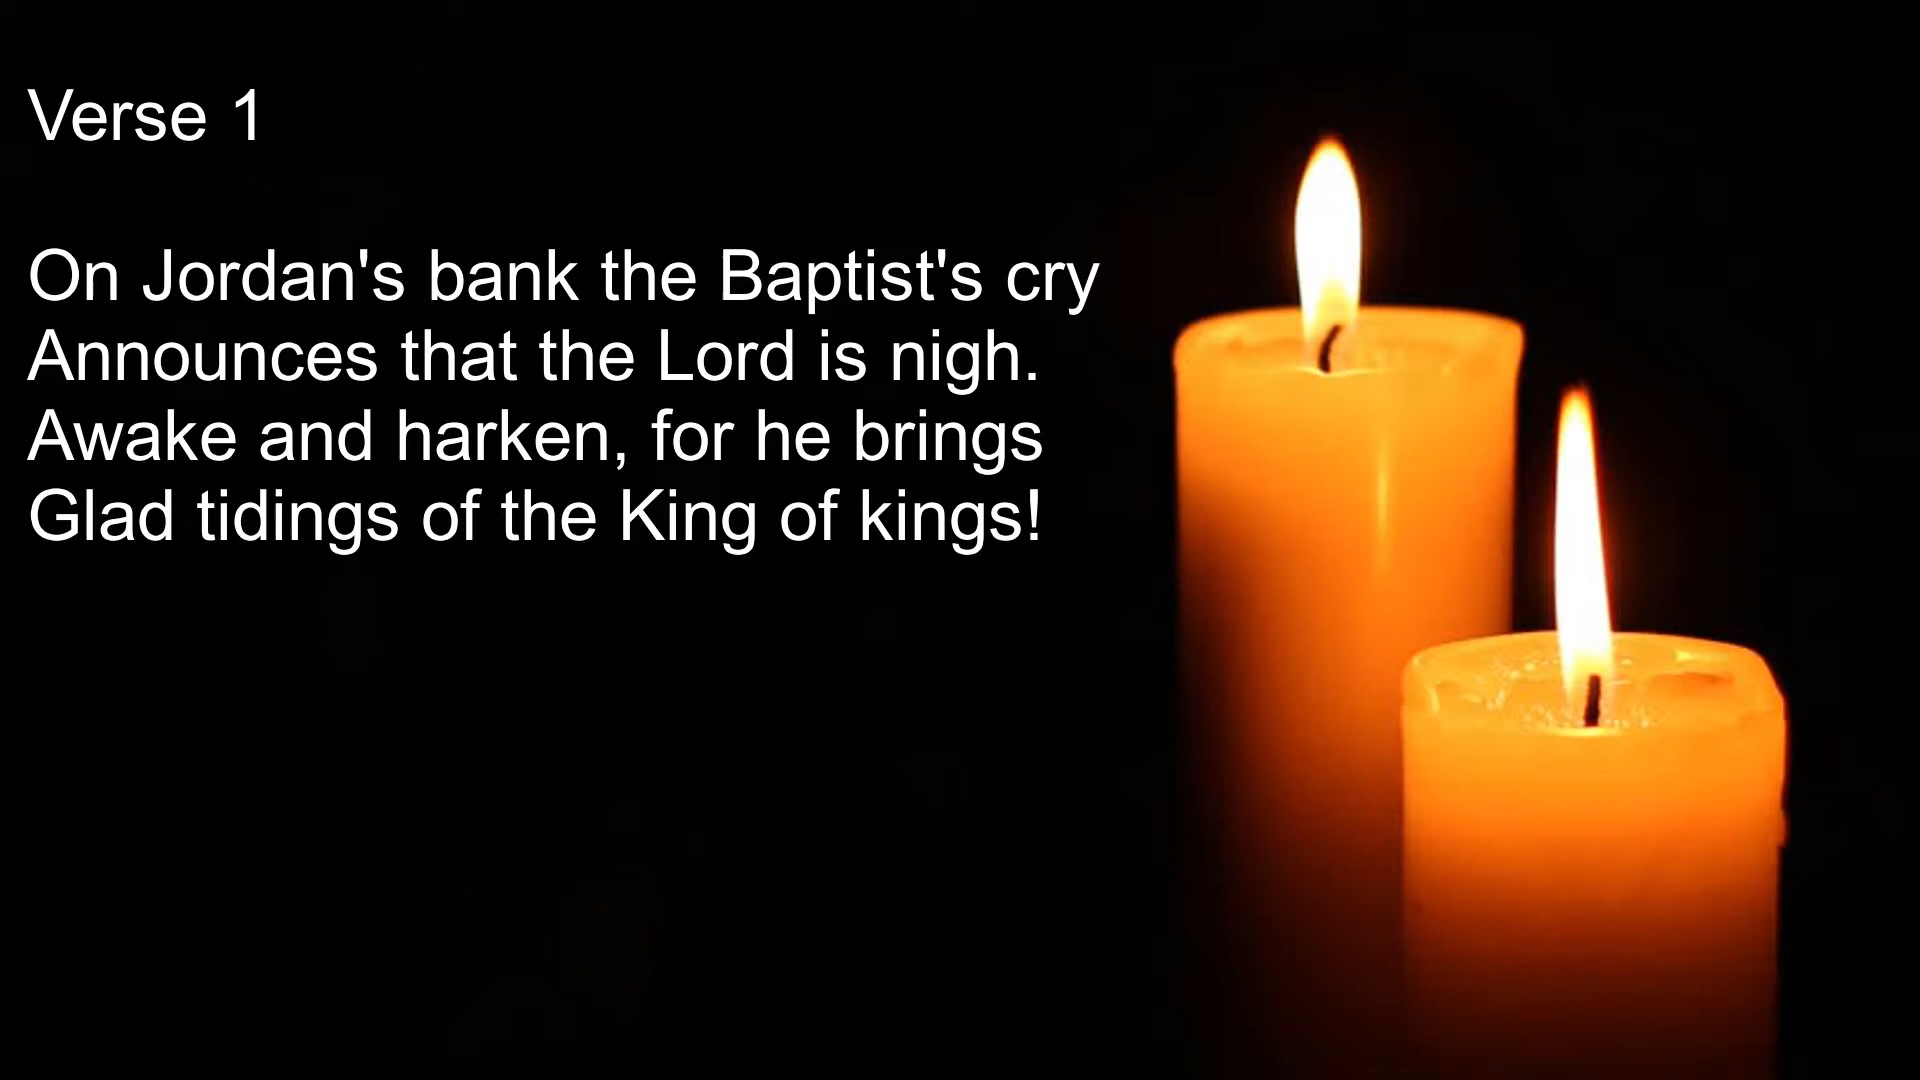 Verse 1
On Jordan's bank the Baptist's cry
Announces that the Lord is nigh.
Awake and harken, for he brings
Glad tidings of the King of kings!